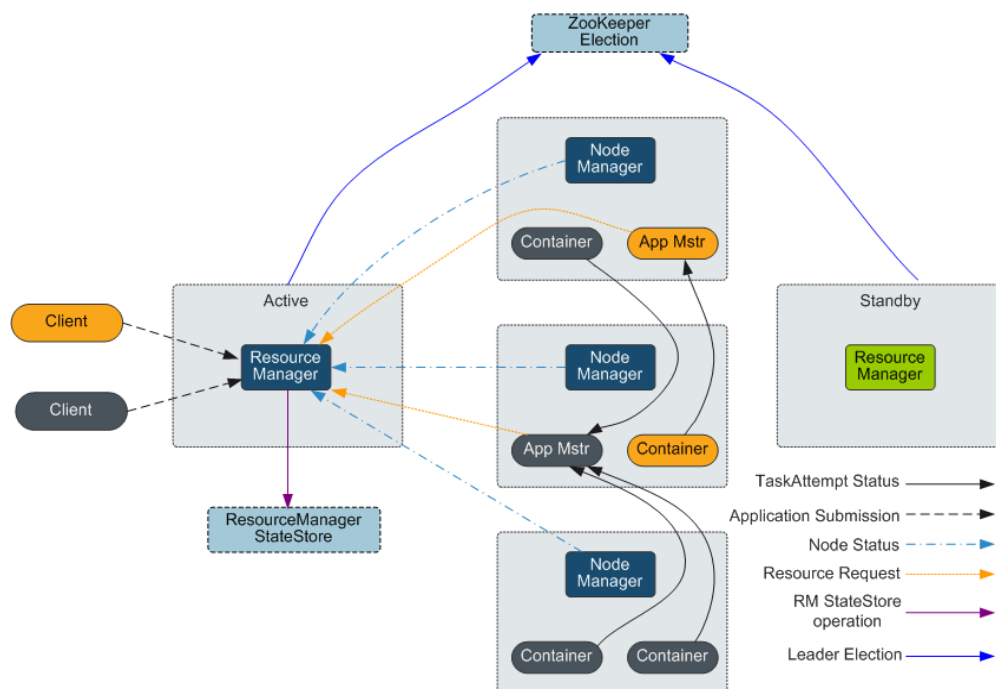 ZooKeeper
Election
Node
Manager
Container
App Mstr
Active
Standby
Client
Resource
Manager
Node
Manager
Resource
Manager
Client
App Mstr
Container
TaskAttempt Status
Application Submission
ResourceManager
StateStore
Node Status
Node
Manager
Resource Request
RM StateStore
operation
Container
Container
Leader Election